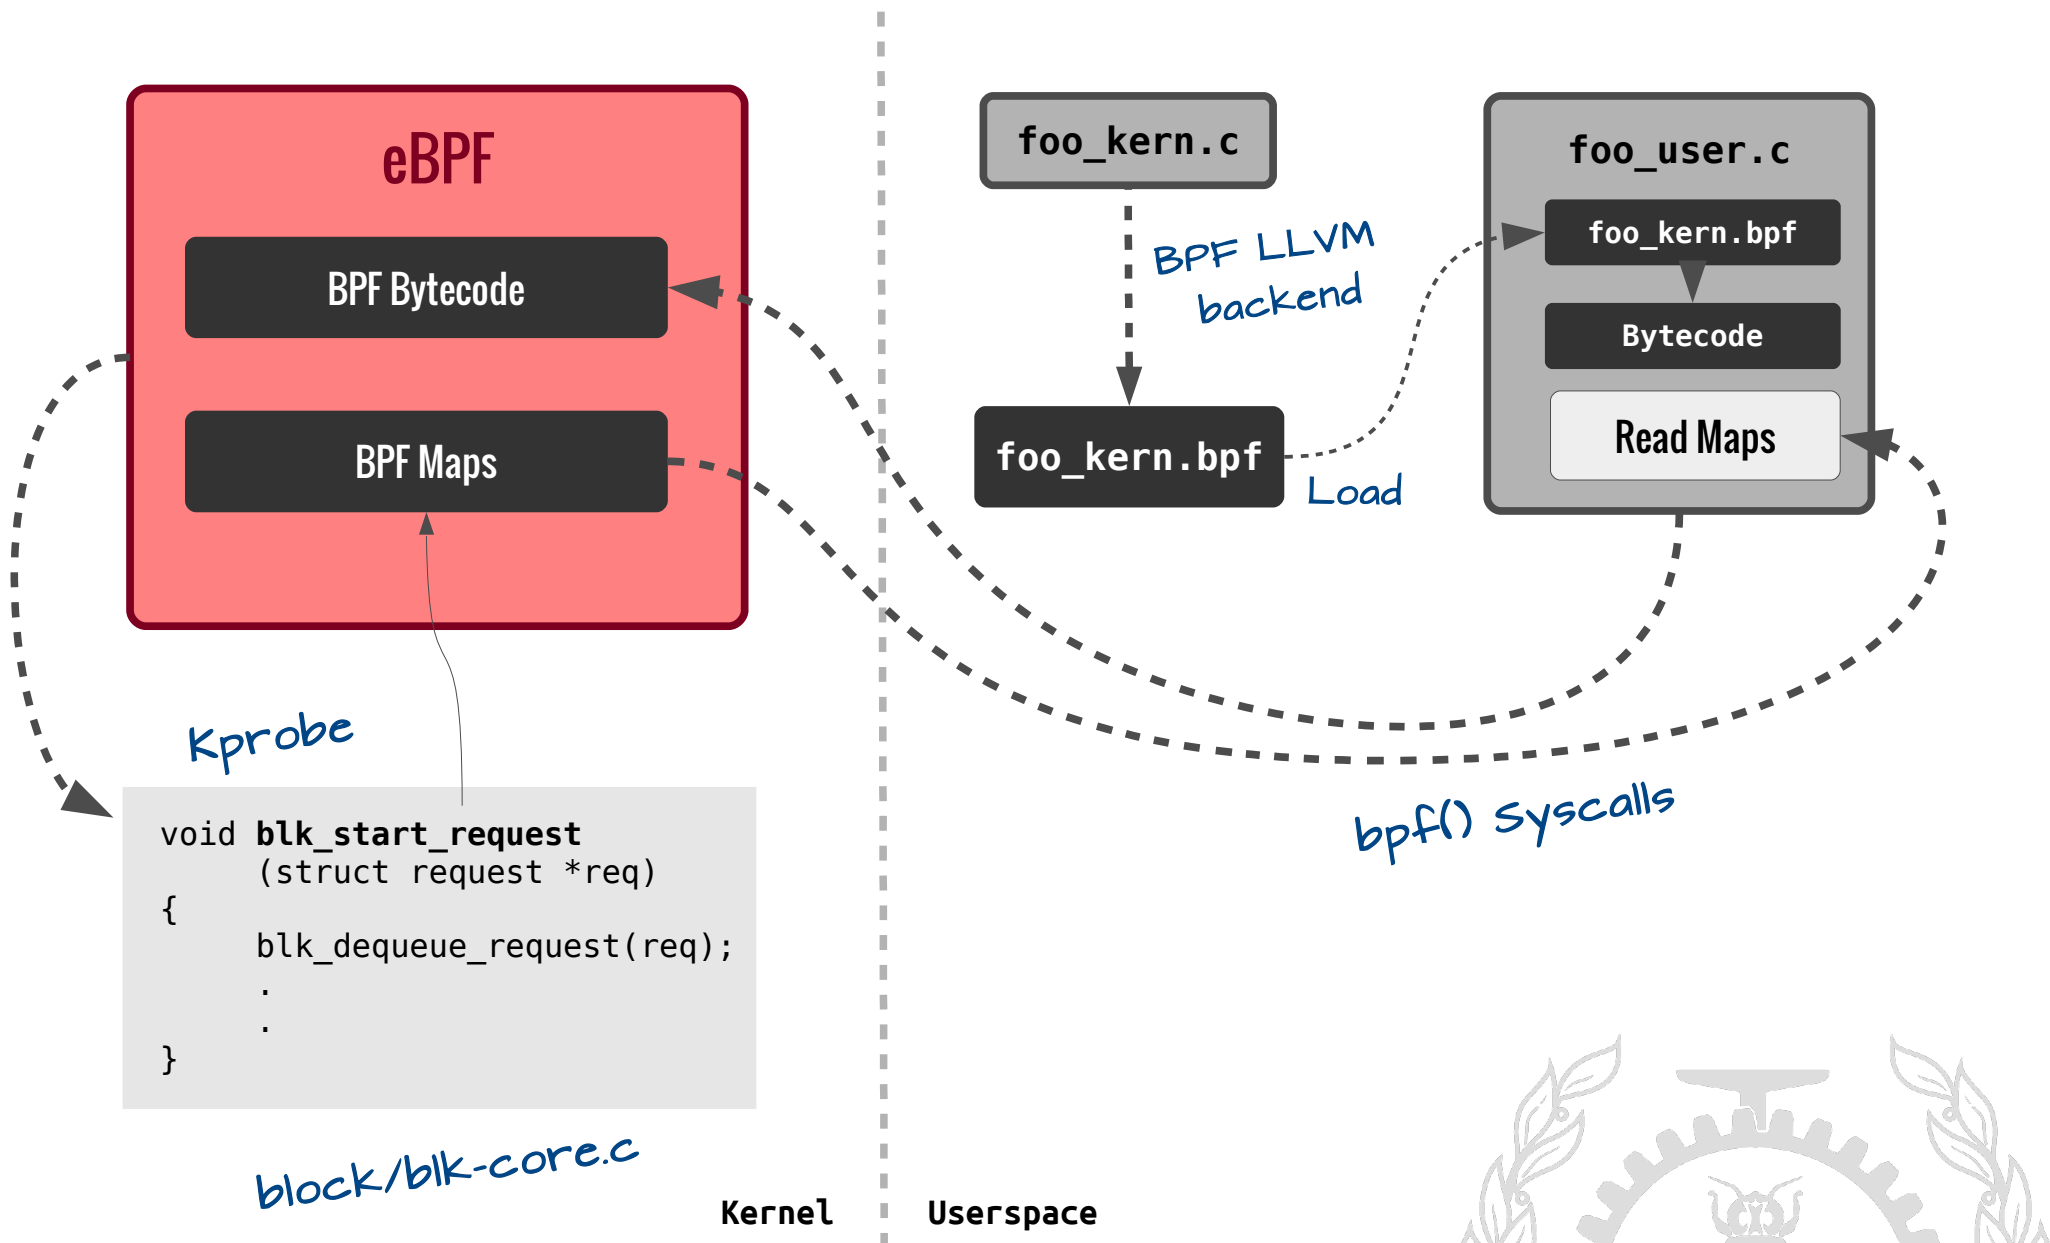 eBPF
BPF Bytecode
BPF Maps
Kprobe
void blk_start_request
(struct request *req)
{
blk_dequeue_request(req);
.
.
}
block/blk-core.c
Kernel
Userspace
foo_kern.c
BPF LLVM
backend
foo_kern.bpf
Load
foo_user.c
foo_kern.bpf
Bytecode
Read Maps
bpf() Syscalls